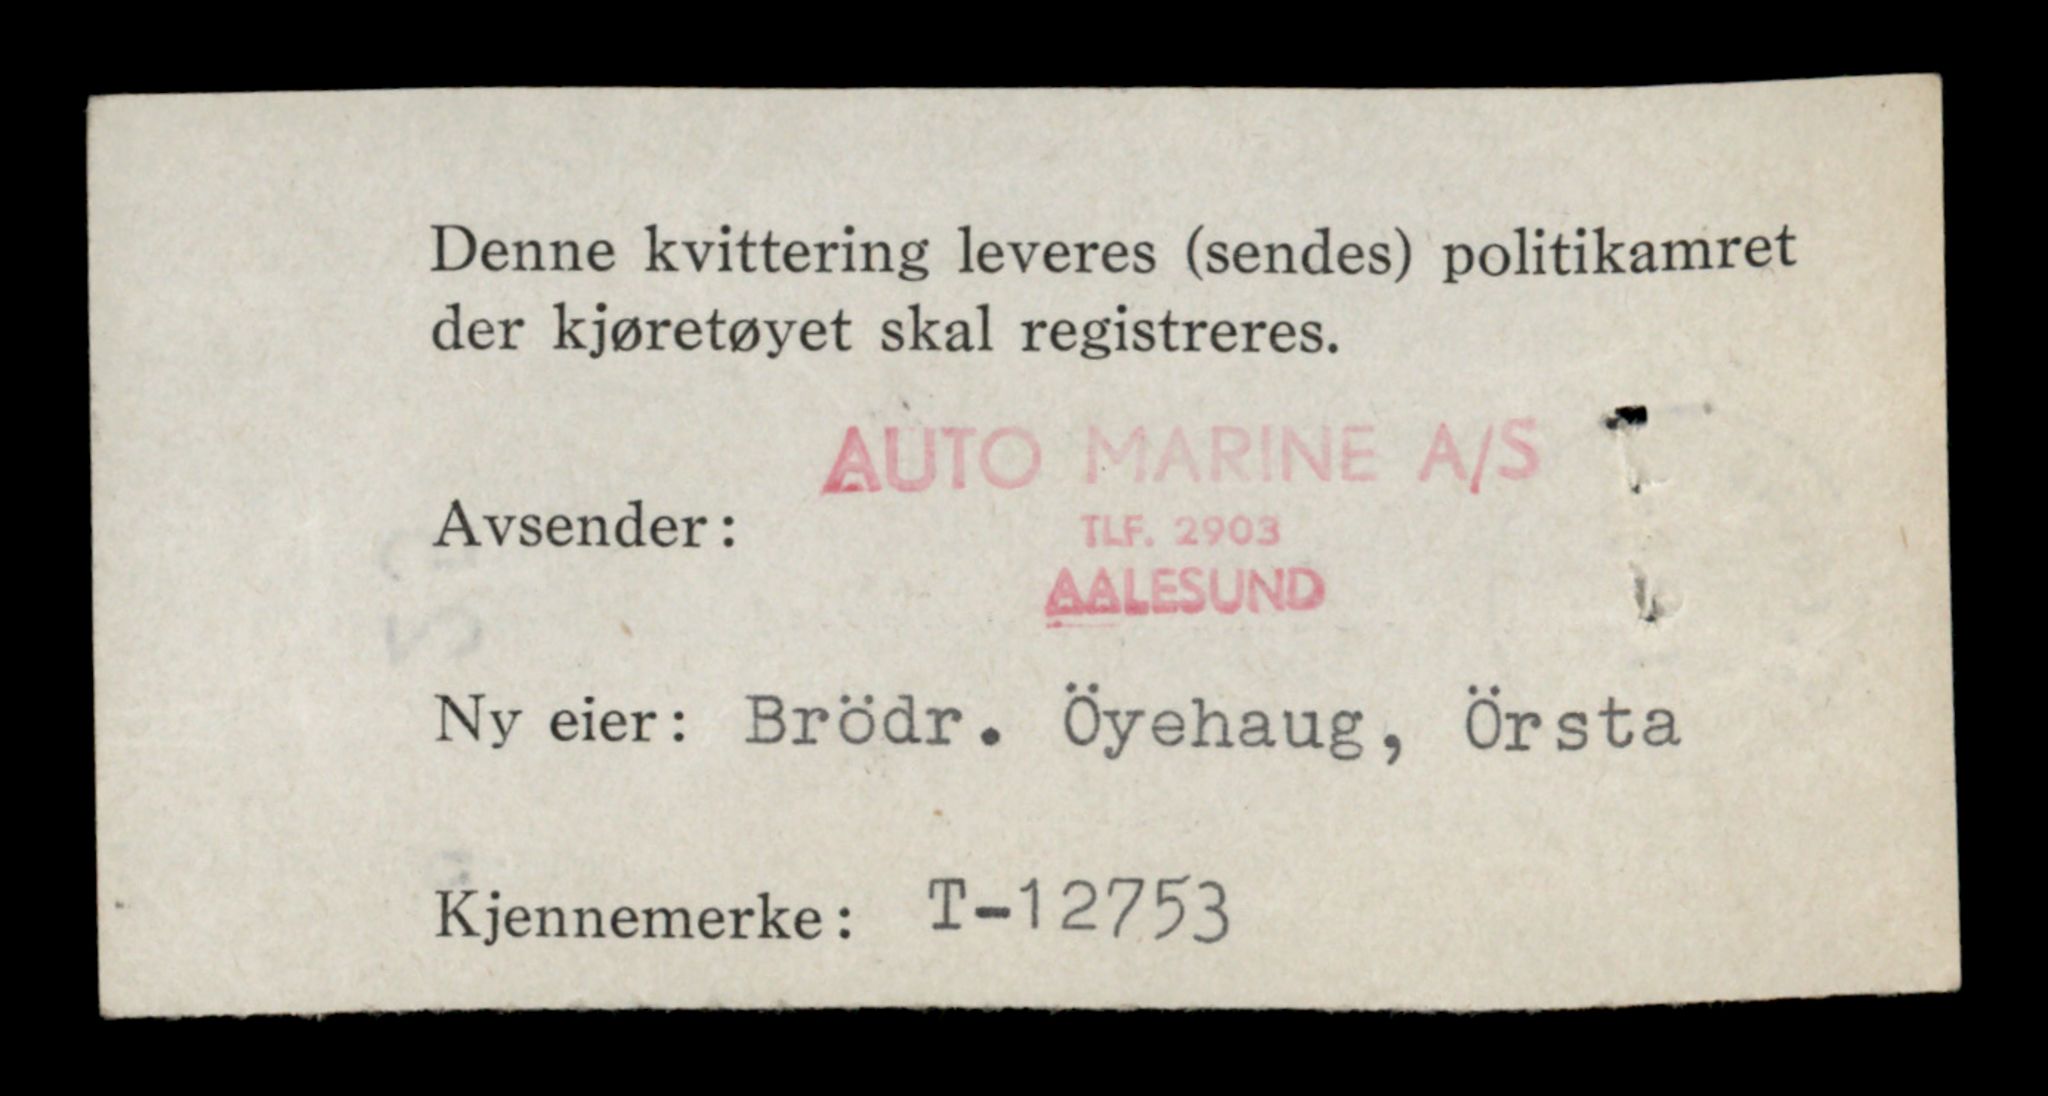 Denne kvittering leveres (sendes) politikamret
der kjøretøyet skal registreres.
AUTO MARINE A/S
Avsender:
TLF. 2903
AALESUND
Ny eier: Brödr. Öyehaug, Örsta
Kjennemerke: T-12753